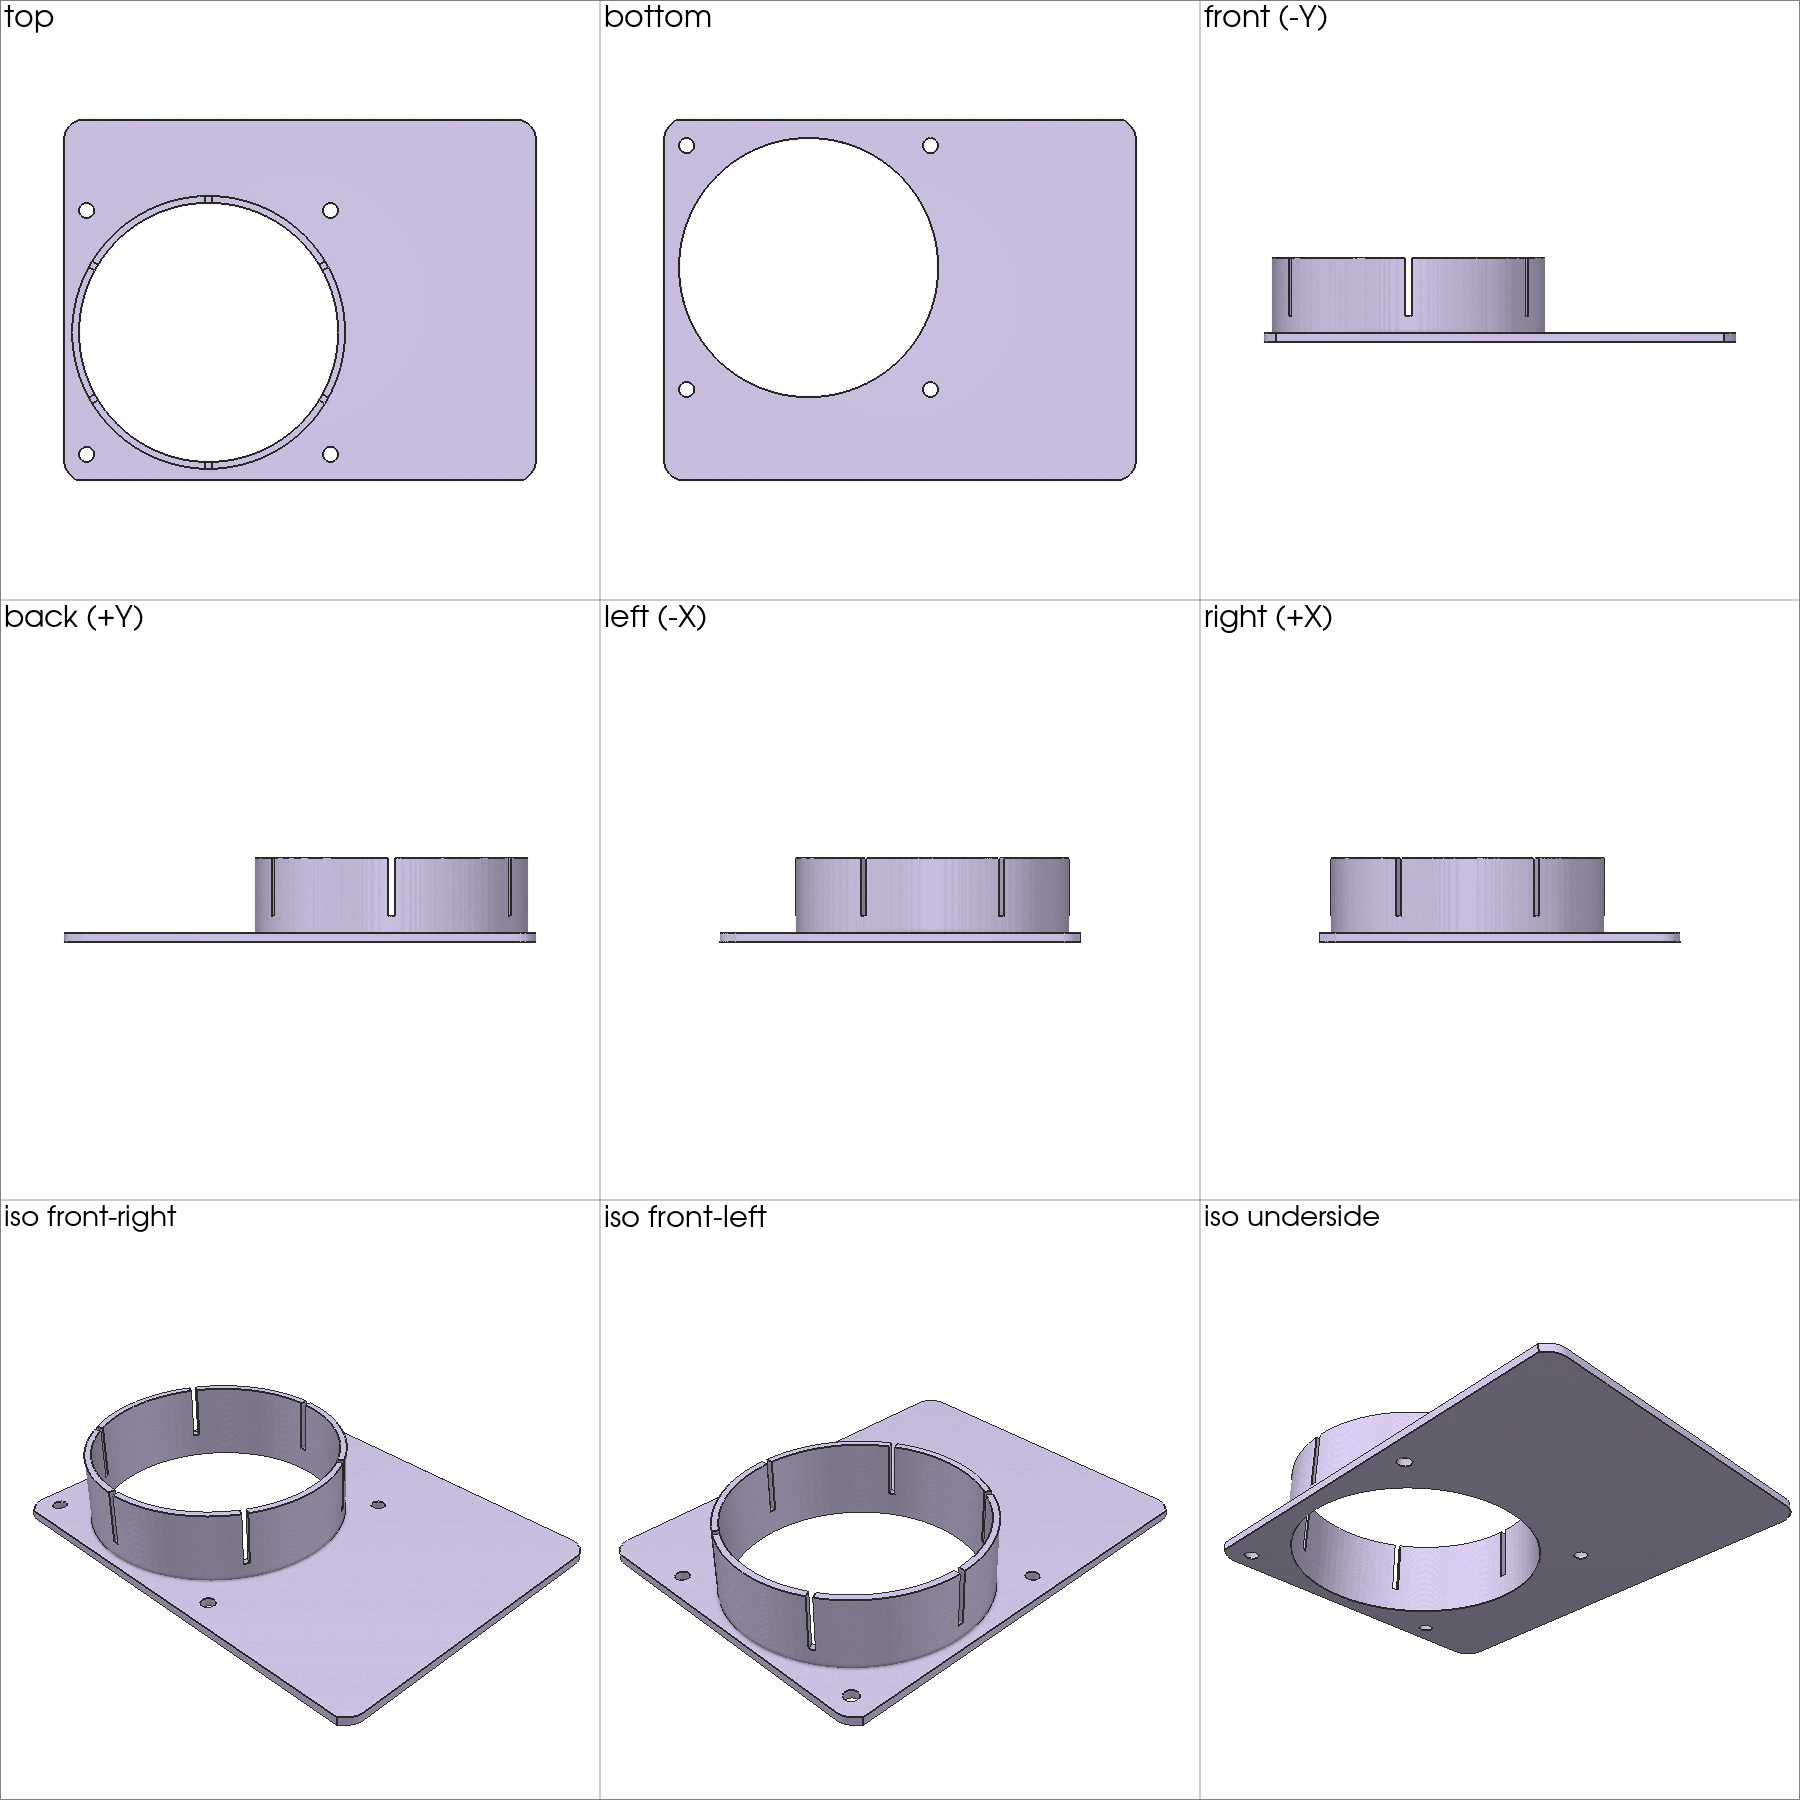 top
bottom
front (-Y)
back (+Y)
left (-X)
right (+X)
iso front-right
iso front-left
iso underside